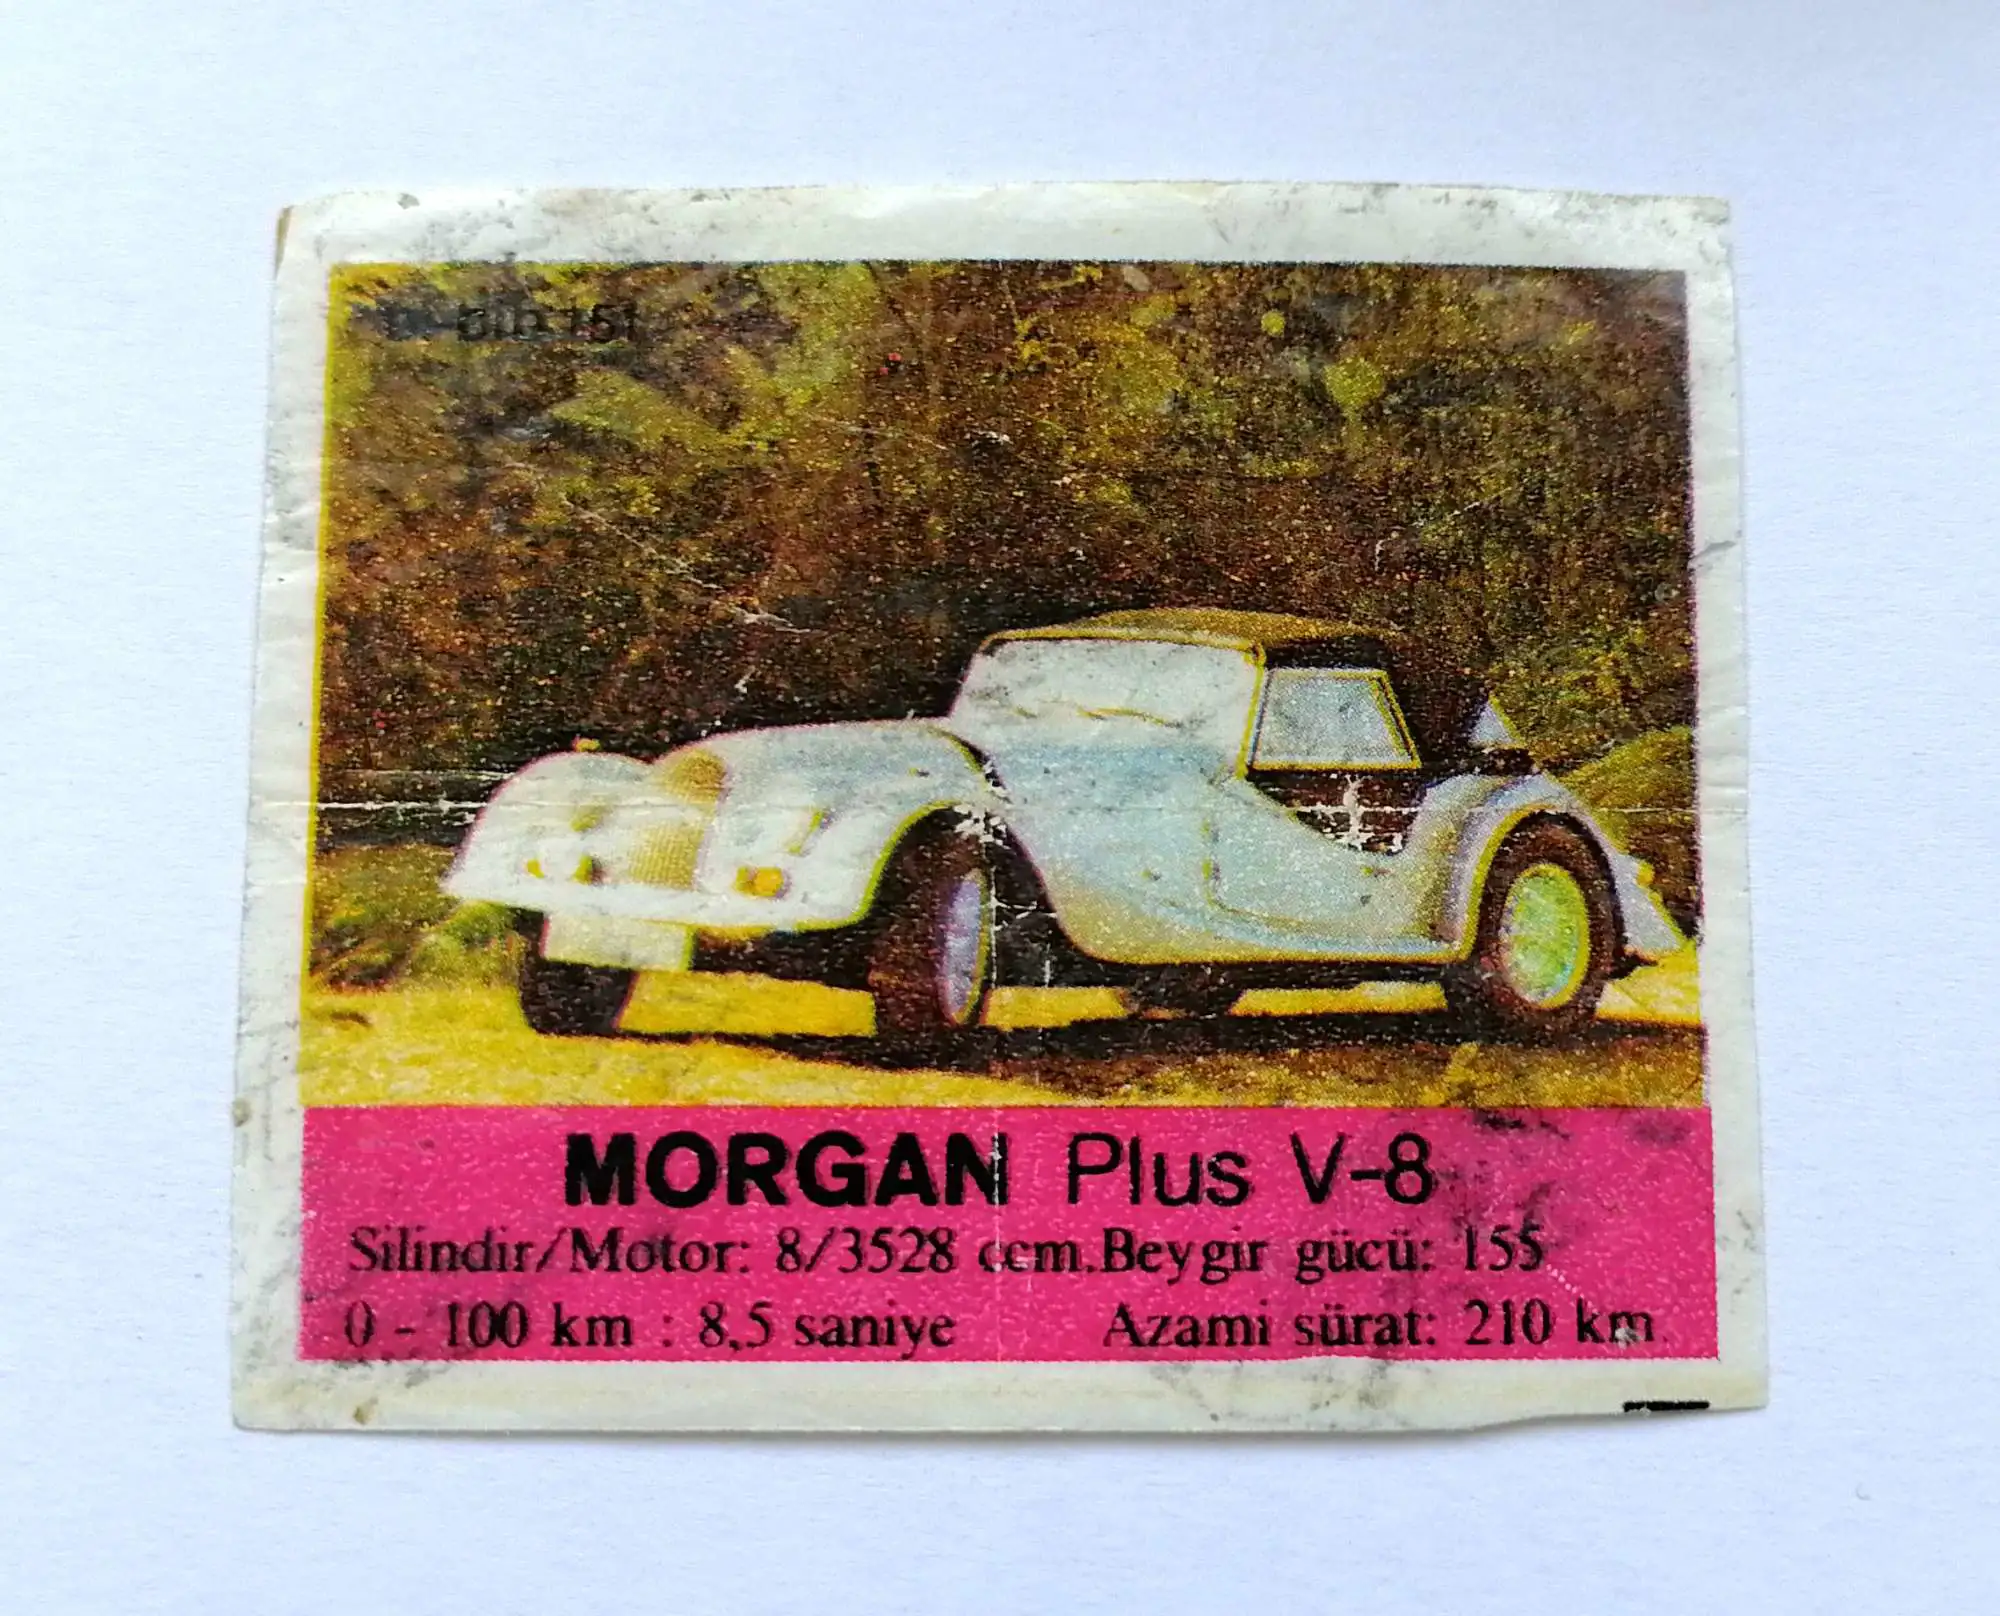 MORGAN Plus V-8
Silindir/Motor: 8/3528 ccm. Beygir gücü: 155
0 - 100 km : 8,5 saniye Azami sürat: 210 km.